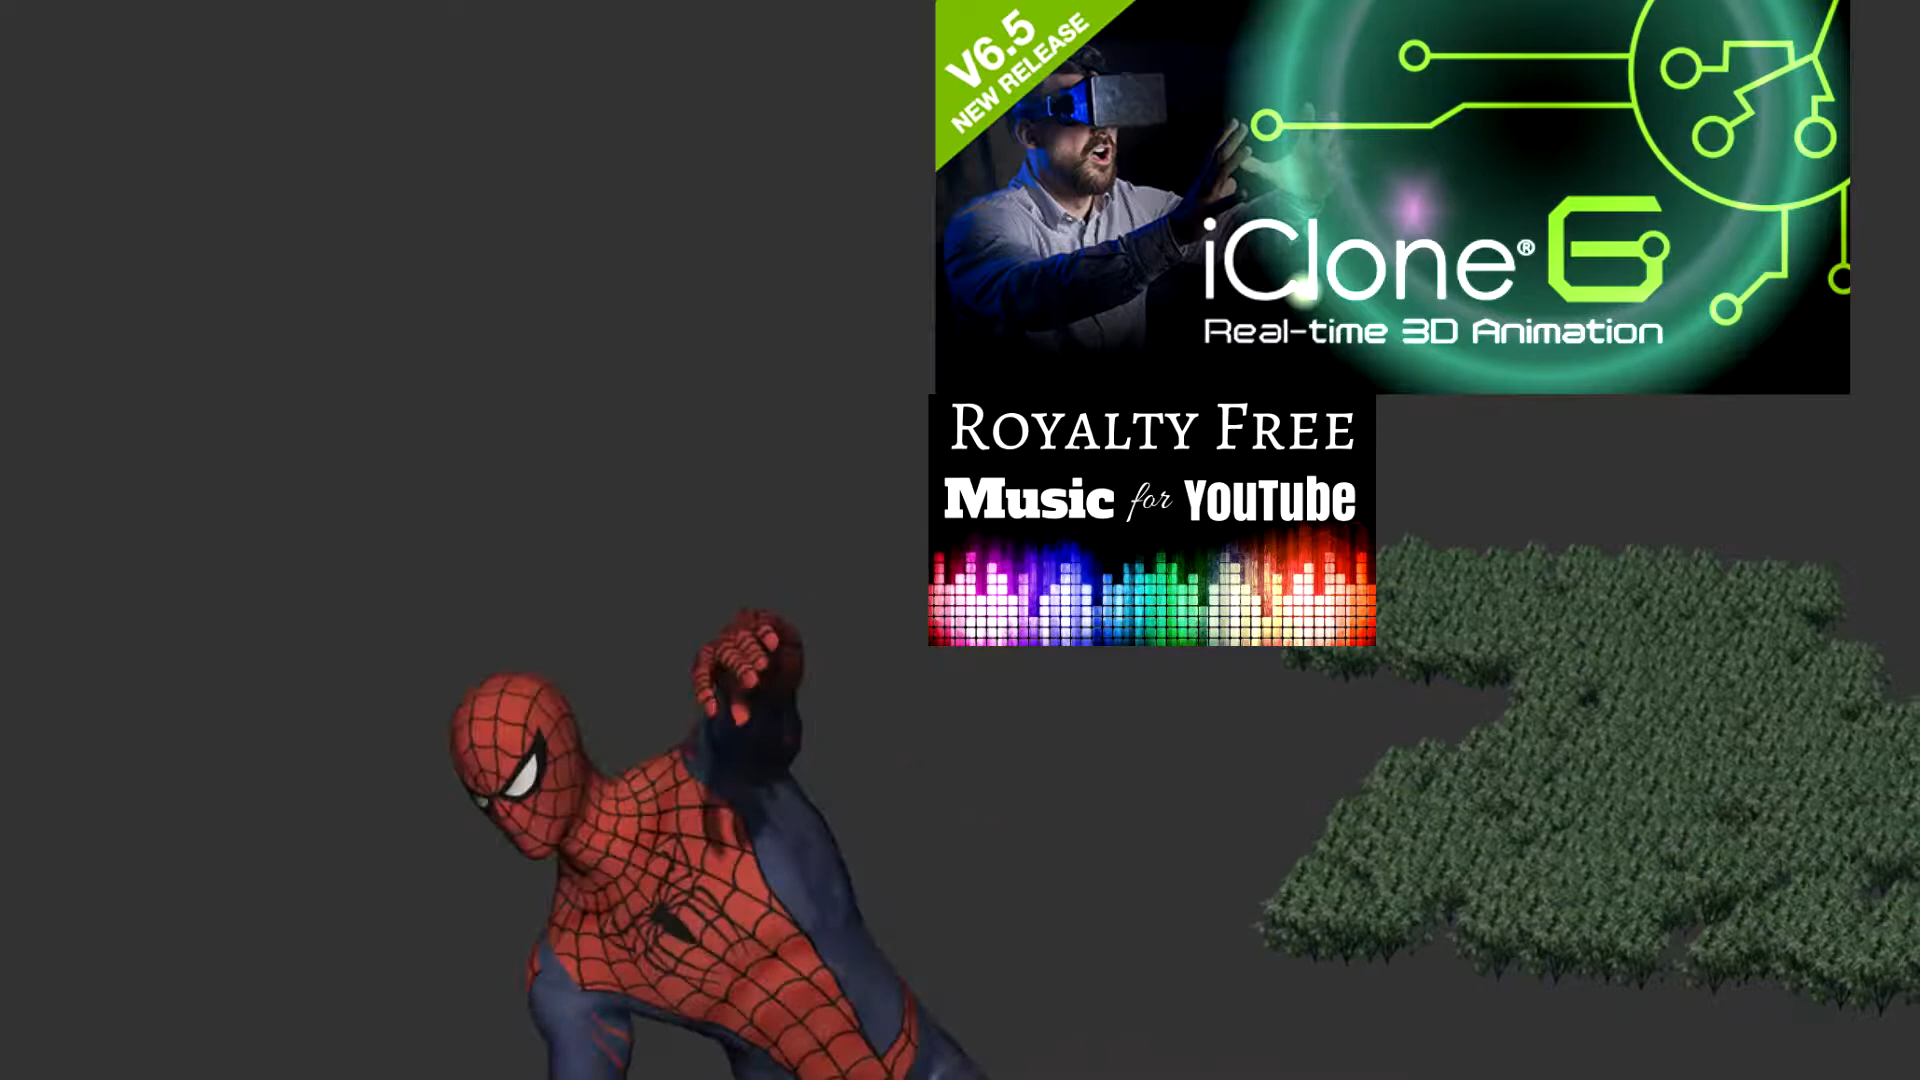 V6.5
NEW RELEASE
iClone® 6
Real-time 3D Animation
ROYALTY FREE
Music for YouTube